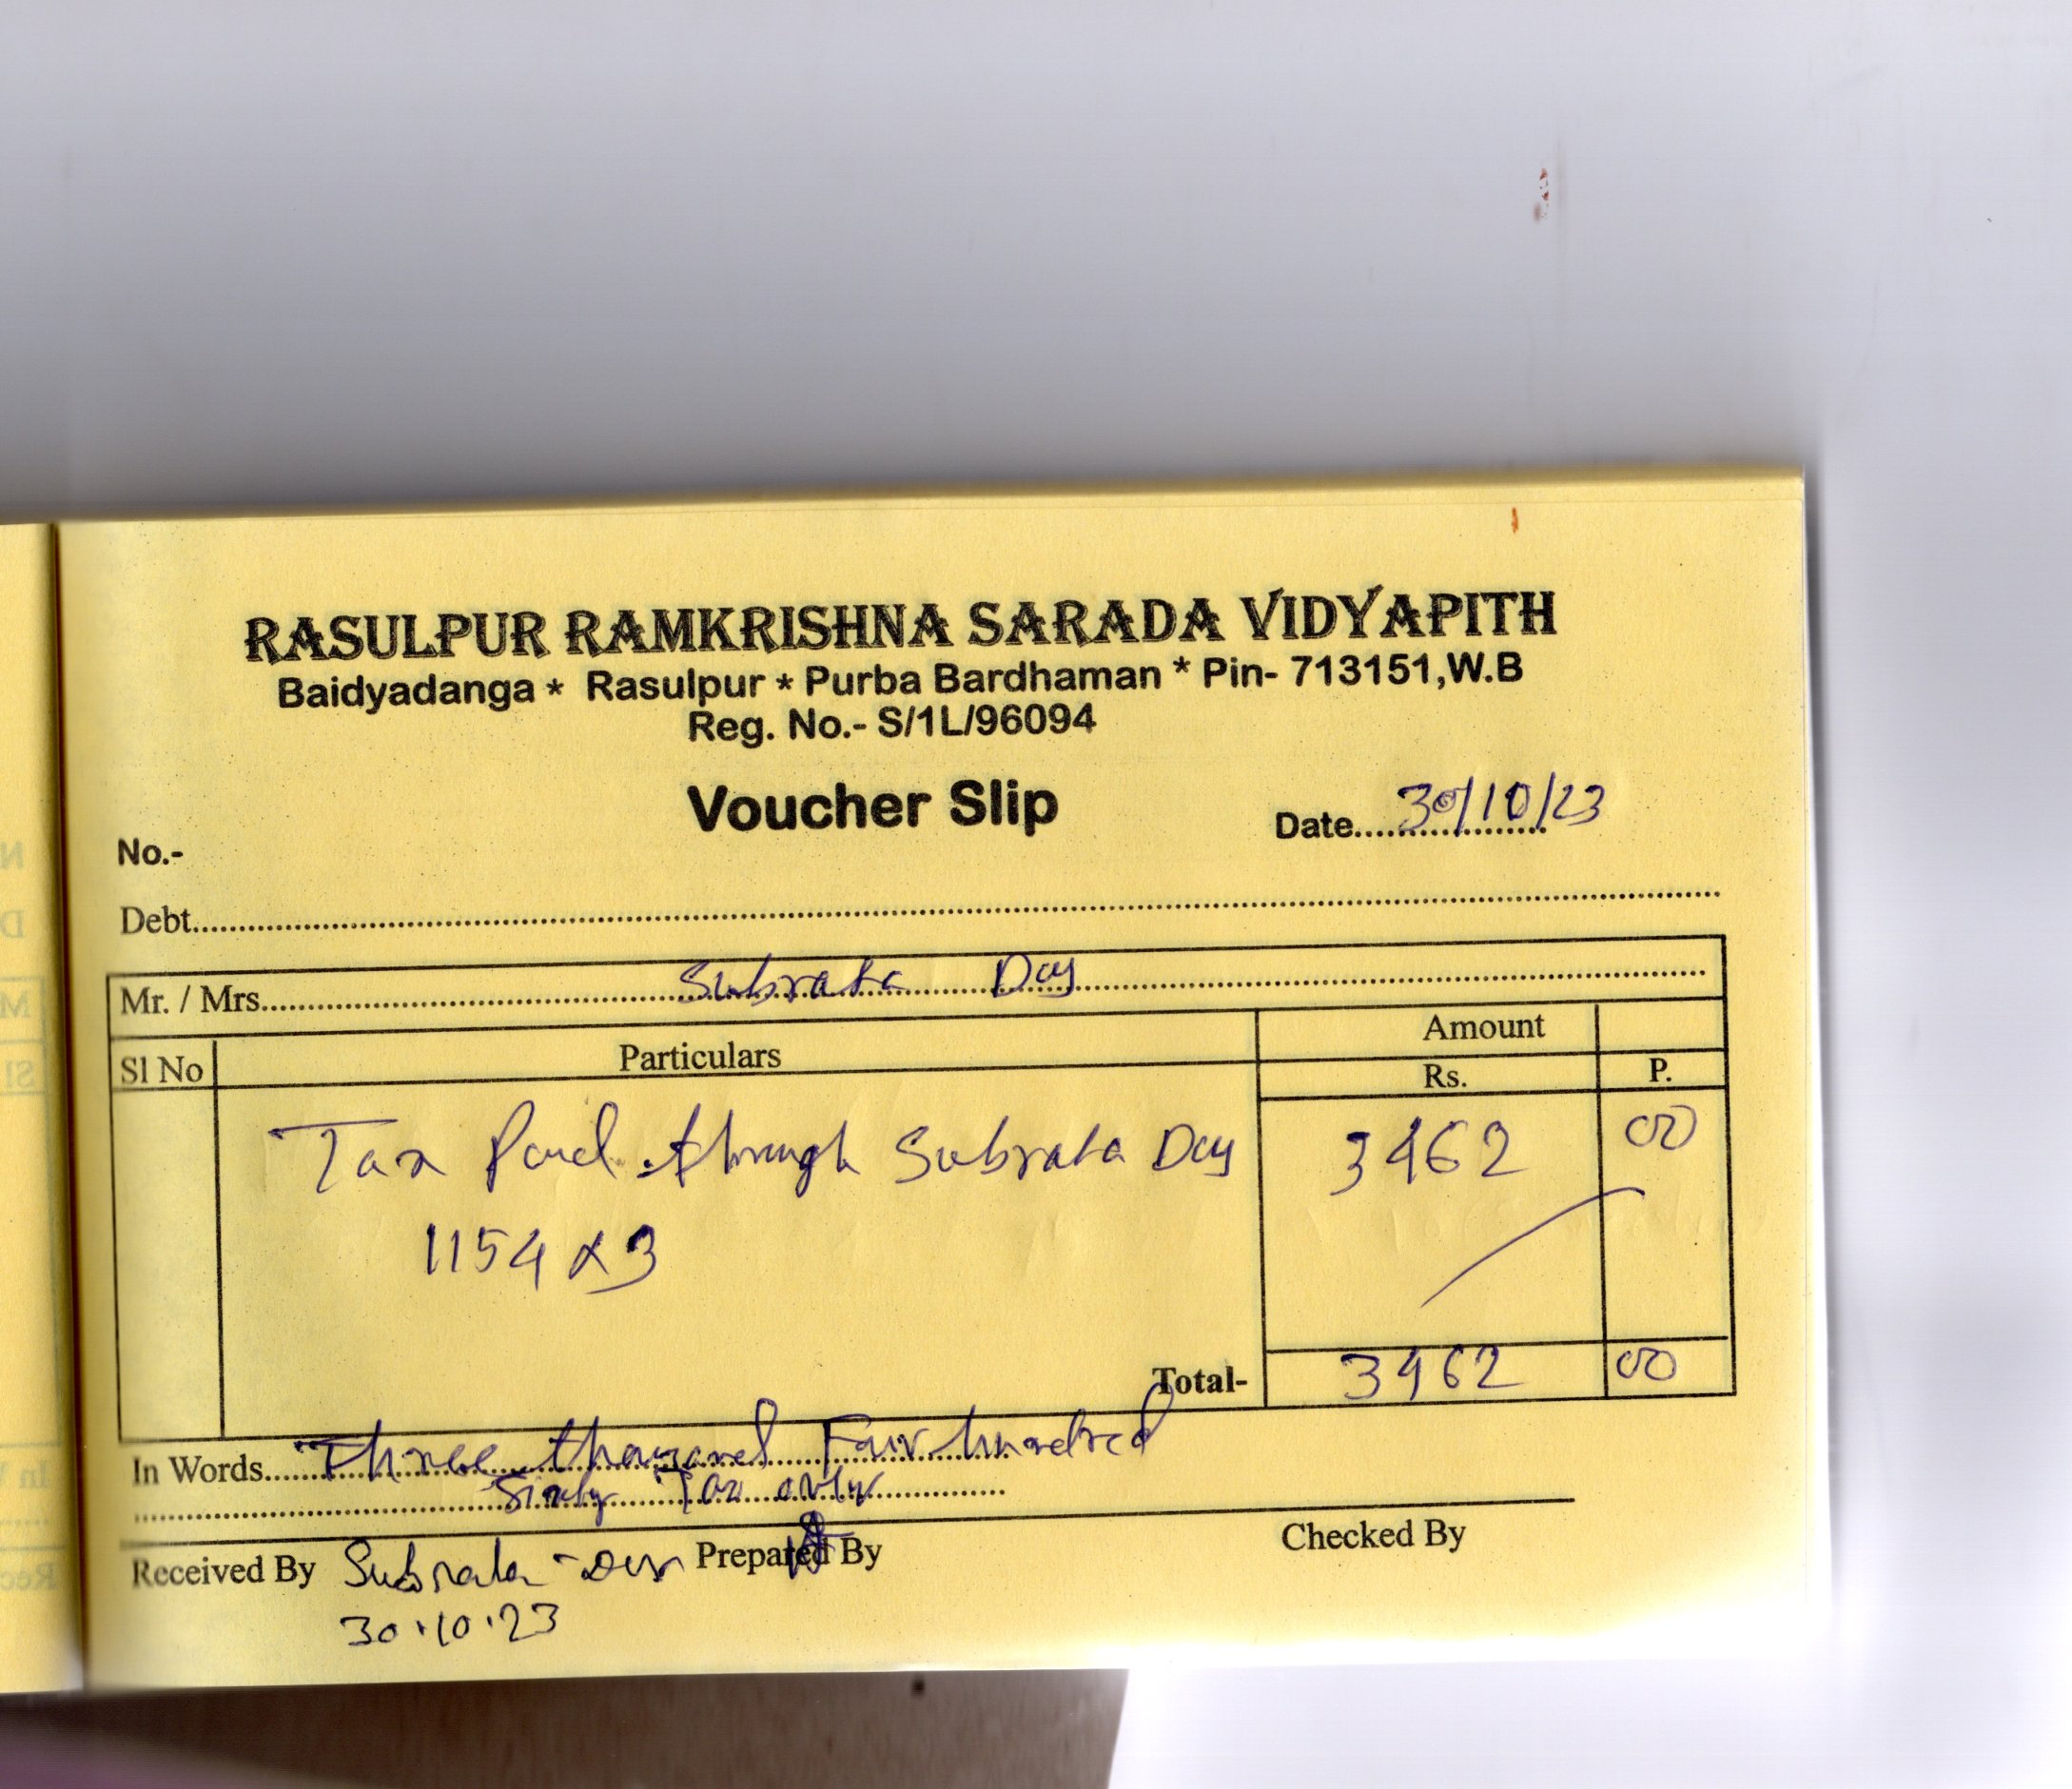 RASULPUR RAMKRISHNA SARADA VIDYAPITH
Baidyadanga * Rasulpur * Purba Bardhaman * Pin- 713151,W.B
Reg. No.- S/1L/96094
Voucher Slip
Date 30/10/23
No.-
Debt
Mr. / Mrs. Subrata Dey
Sl No Particulars Amount
Rs. P.
Tax Paid through Subrata Dey 3462 00
1154 x 3
Total- 3462 00
In Words Three thousand Four hundred
Sixty Two only
Received By Subrata Dey Prepared By Checked By
30.10.23